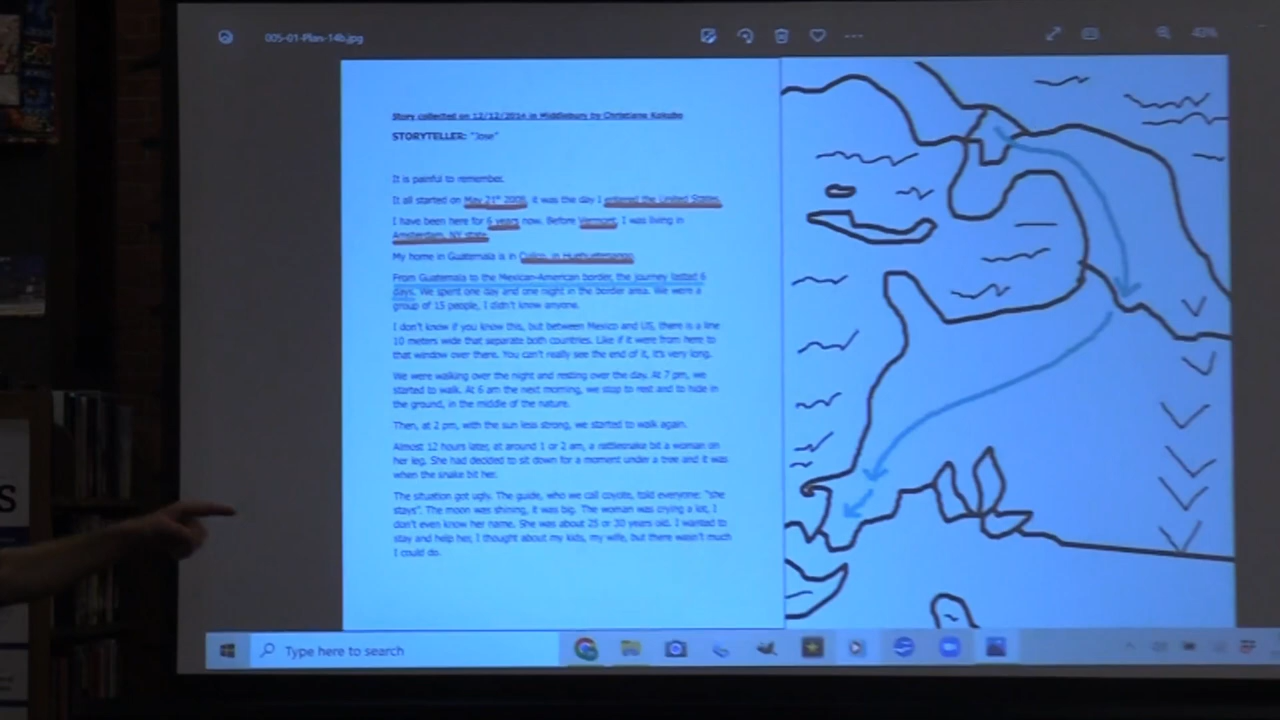 005-01-Plan-14b.jpg
43%
Story collected on 12/12/2014 in Middlebury by Christiane Kokubo
STORYTELLER: "Jose"
It is painful to remember.
It all started on May 21st 2008, it was the day I entered the United States.
I have been here for 6 years now. Before Vermont, I was living in
Amsterdam, NY state.
My home in Guatemala is in in Huehuetenango.
From Guatemala to the Mexican-American border, the journey lasted 6
days. We spent one day and one night in the border area. We were a
group of 15 people, I didn't know anyone.
I don't know if you know this, but between Mexico and US, there is a line
10 meters wide that separate both countries. Like if it were from here to
that window over there. You can't really see the end of it, it's very long.
We were walking over the night and resting over the day. At 7 pm, we
started to walk. At 6 am the next morning, we stop to rest and to hide in
the ground, in the middle of the nature.
Then, at 2 pm, with the sun less strong, we started to walk again.
Almost 12 hours later, at around 1 or 2 am, a rattlesnake bit a woman on
her leg. She had decided to sit down for a moment under a tree and it was
when the snake bit her.
The situation got ugly. The guide, who we call coyote, told everyone: "she
stays". The moon was shining, it was big. The woman was crying a lot, I
don't even know her name. She was about 25 or 30 years old. I wanted to
stay and help her, I thought about my kids, my wife, but there wasn't much
I could do.
S
Type here to search